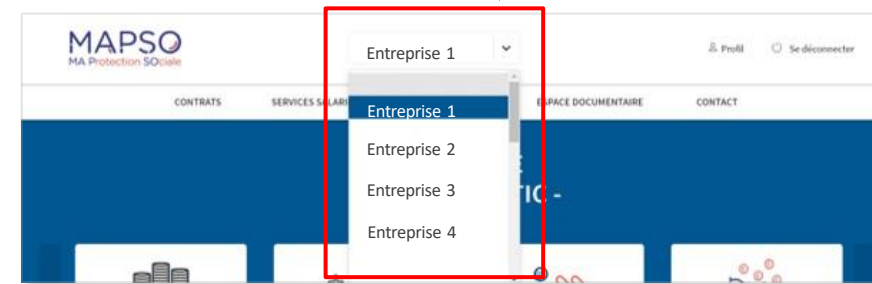 MAPSO
MA Protection SOciale
Entreprise 1
Profil
Se déconnecter
CONTRATS
SERVICES SALARI
Entreprise 1
ESPACE DOCUMENTAIRE
CONTACT
Entreprise 2
Entreprise 3
TIC -
Entreprise 4